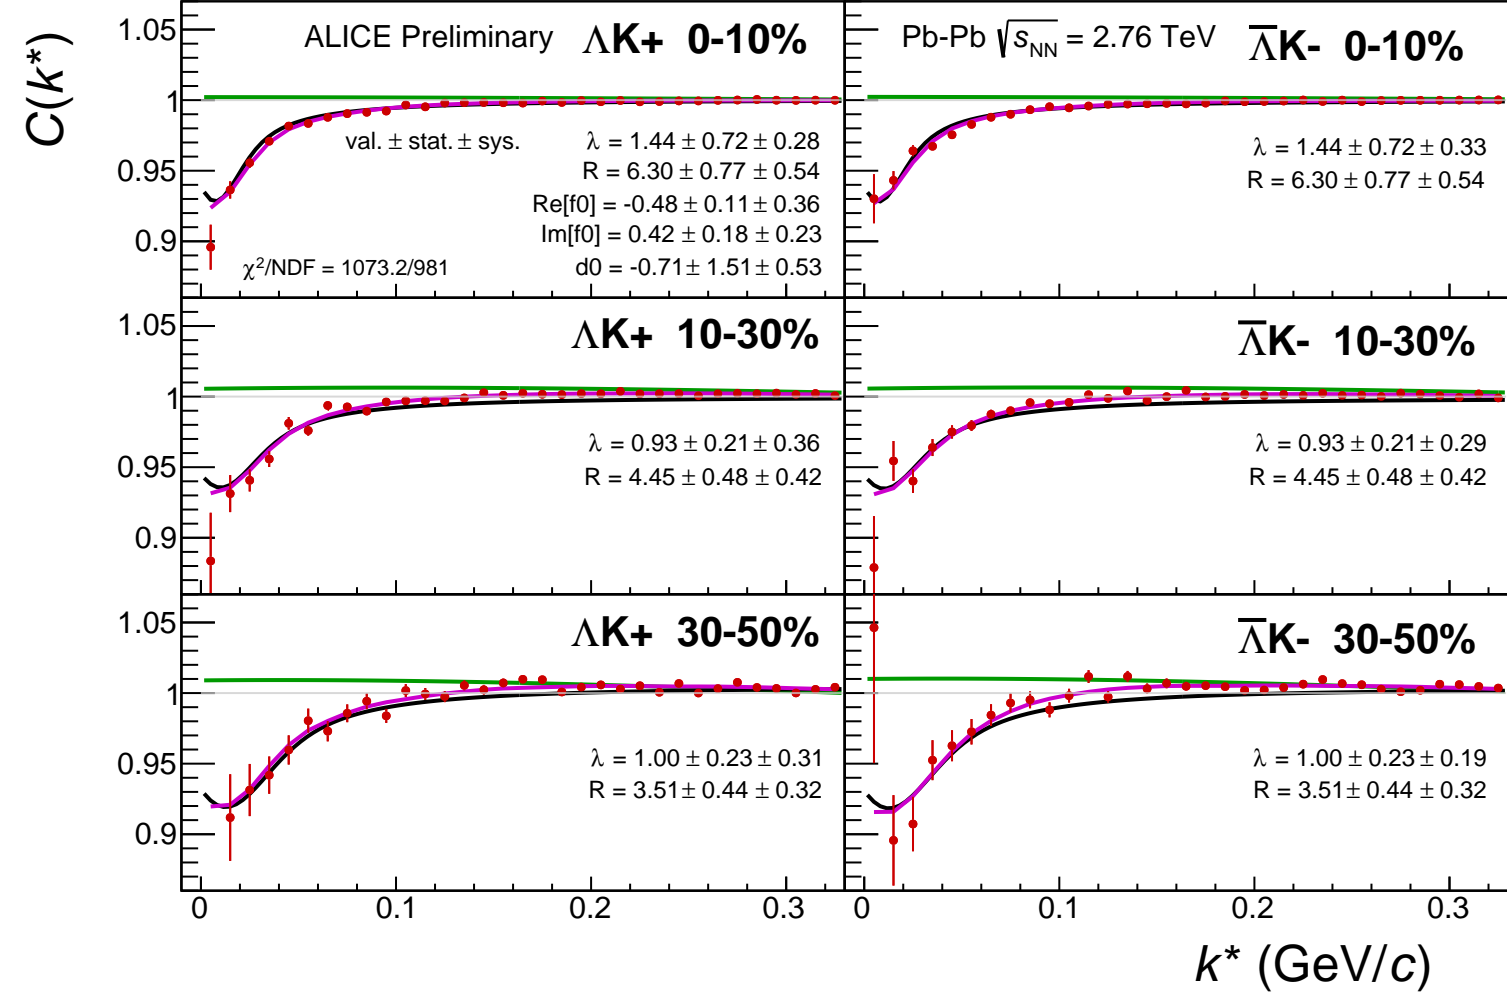 C(k*)
ALICE Preliminary ΛK+ 0-10%
val. ± stat. ± sys.
λ = 1.44 ± 0.72 ± 0.28
R = 6.30 ± 0.77 ± 0.54
Re[f0] = -0.48 ± 0.11 ± 0.36
Im[f0] = 0.42 ± 0.18 ± 0.23
d0 = -0.71 ± 1.51 ± 0.53
χ²/NDF = 1073.2/981
1.05
1
0.95
0.9
Pb-Pb √sNN = 2.76 TeV Λ̅K- 0-10%
λ = 1.44 ± 0.72 ± 0.33
R = 6.30 ± 0.77 ± 0.54
ΛK+ 10-30%
λ = 0.93 ± 0.21 ± 0.36
R = 4.45 ± 0.48 ± 0.42
1.05
1
0.95
0.9
Λ̅K- 10-30%
λ = 0.93 ± 0.21 ± 0.29
R = 4.45 ± 0.48 ± 0.42
ΛK+ 30-50%
λ = 1.00 ± 0.23 ± 0.31
R = 3.51 ± 0.44 ± 0.32
1.05
1
0.95
0.9
Λ̅K- 30-50%
λ = 1.00 ± 0.23 ± 0.19
R = 3.51 ± 0.44 ± 0.32
0 0.1 0.2 0.3 0 0.1 0.2 0.3
k* (GeV/c)